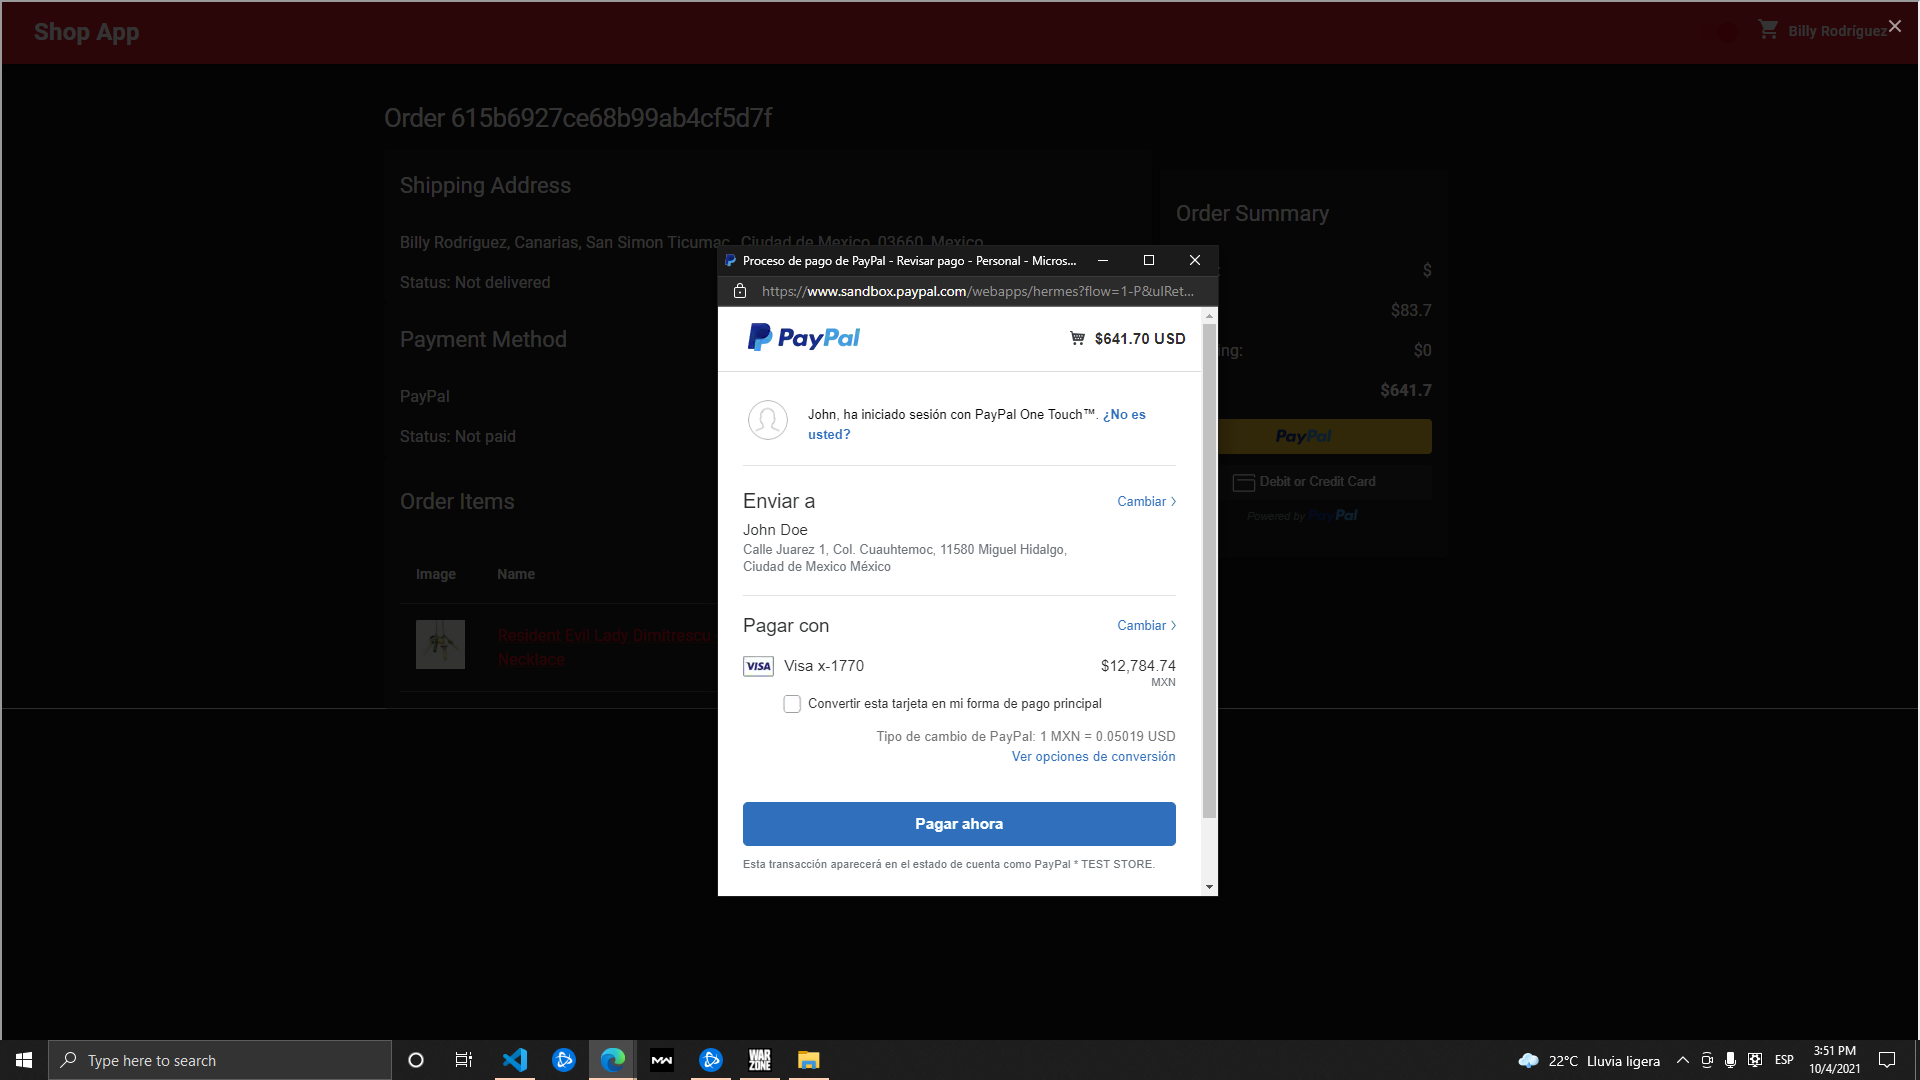 Shop App
Billy Rodríguez
Order 615b6927ce68b99ab4cf5d7f
Shipping Address
Billy Rodríguez, Canarias, San Simon Ticumac, Ciudad de Mexico, 03660, Mexico
Status: Not delivered
Payment Method
PayPal
Status: Not paid
Order Items
Image Name
Resident Evil Lady Dimitrescu
Necklace
Order Summary
$
$83.7
ing: $0
$641.7
PayPal
Debit or Credit Card
Powered by PayPal
Proceso de pago de PayPal - Revisar pago - Personal - Micros...
https://www.sandbox.paypal.com/webapps/hermes?flow=1-P&ulRet...
PayPal
$641.70 USD
John, ha iniciado sesión con PayPal One Touch™. ¿No es
usted?
Enviar a Cambiar >
John Doe
Calle Juarez 1, Col. Cuauhtemoc, 11580 Miguel Hidalgo,
Ciudad de Mexico México
Pagar con Cambiar >
VISA Visa x-1770 $12,784.74
MXN
Convertir esta tarjeta en mi forma de pago principal
Tipo de cambio de PayPal: 1 MXN = 0.05019 USD
Ver opciones de conversión
Pagar ahora
Esta transacción aparecerá en el estado de cuenta como PayPal * TEST STORE.
Type here to search
WAR
ZONE
22°C Lluvia ligera
ESP
3:51 PM
10/4/2021